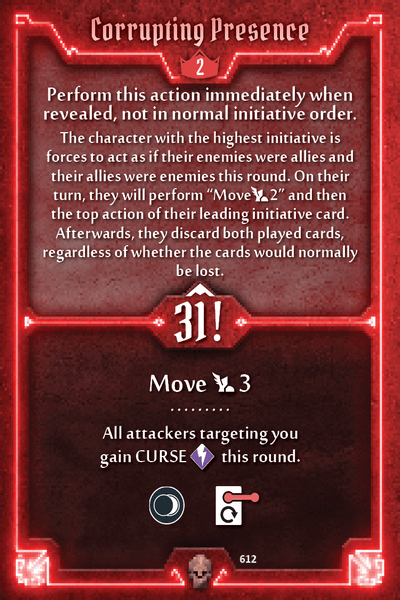 Corrupting Presence
2
Perform this action immediately when
revealed, not in normal initiative order.
The character with the highest initiative is
forces to act as if their enemies were allies and
their allies were enemies this round. On their
turn, they will perform “Move 2” and then
the top action of their leading initiative card.
Afterwards, they discard both played cards,
regardless of whether the cards would normally
be lost.
31!
Move 3
All attackers targeting you
gain CURSE this round.
612